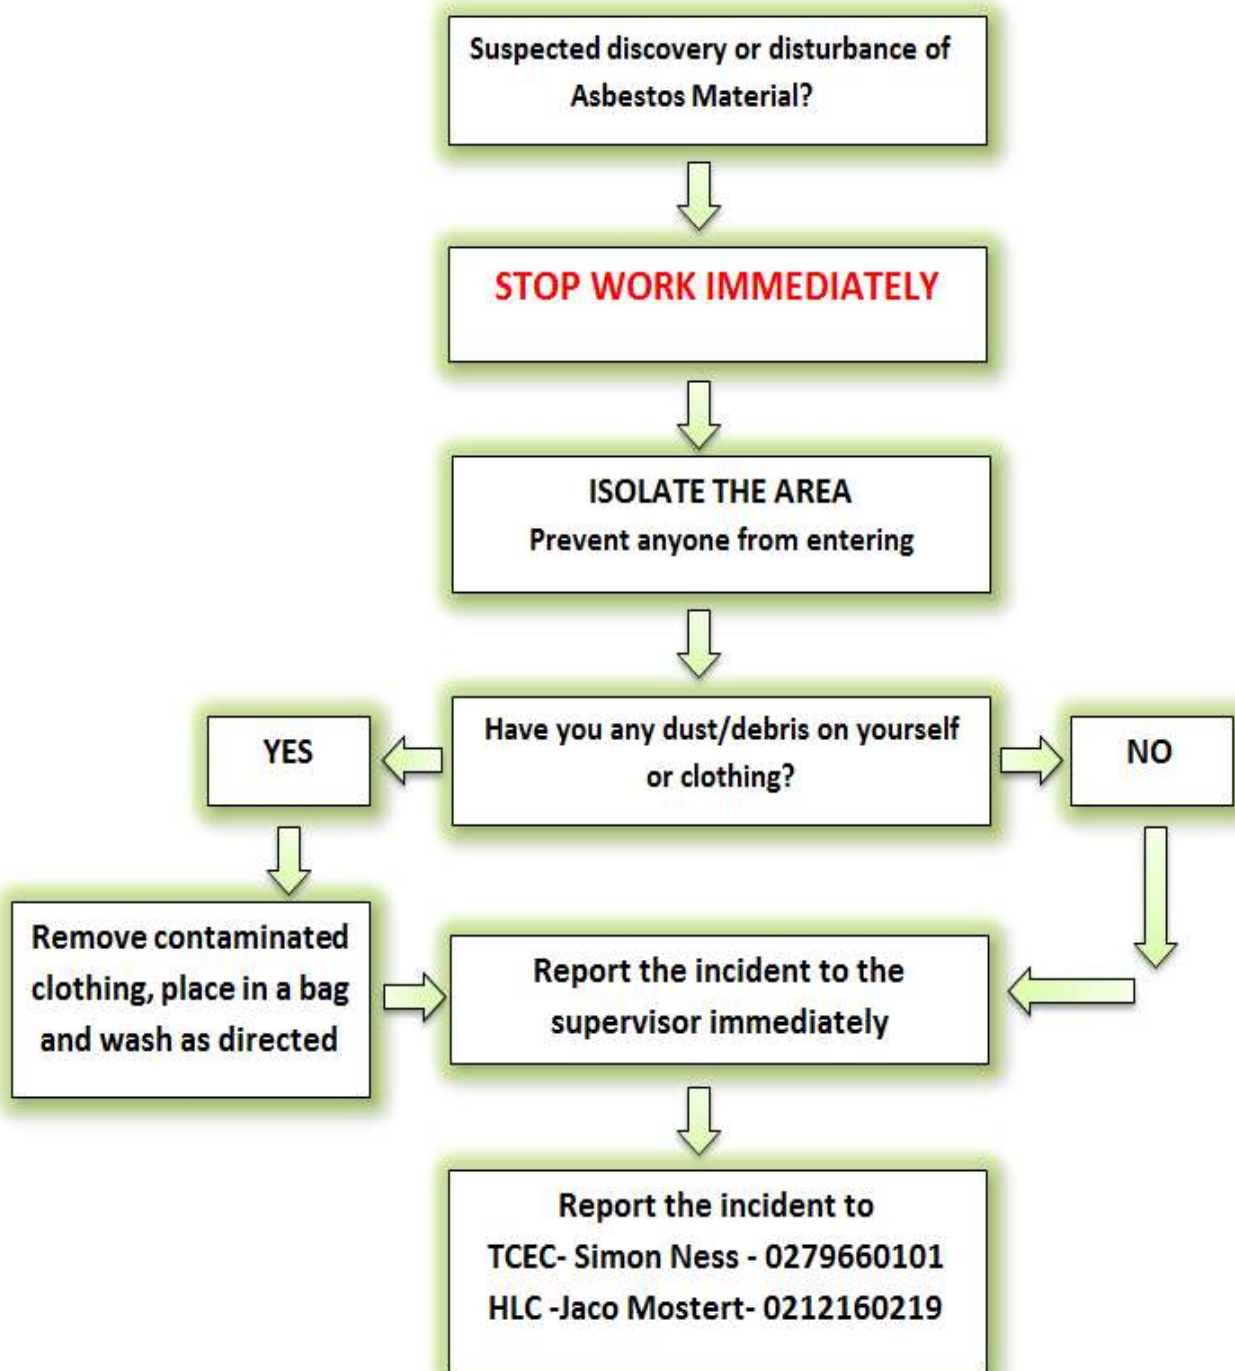 Suspected discovery or disturbance of
Asbestos Material?
STOP WORK IMMEDIATELY
ISOLATE THE AREA
Prevent anyone from entering
Have you any dust/debris on yourself
or clothing?
YES
NO
Remove contaminated
clothing, place in a bag
and wash as directed
Report the incident to the
supervisor immediately
Report the incident to
TCEC- Simon Ness - 0279660101
HLC -Jaco Mostert- 0212160219